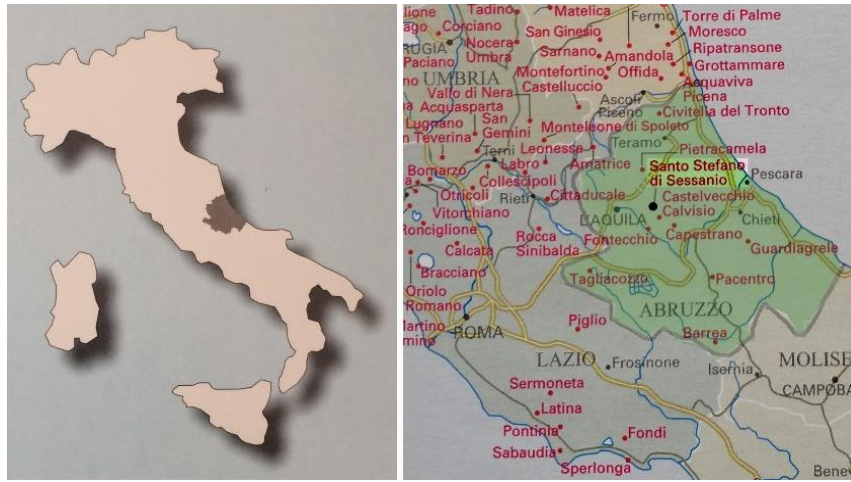 Tadino
Matelica
Fermo
Torre di Palme
Corciano
San Ginesio
Moresco
Nocera
Umbra
Sarnano
Ripatransone
Paciano
Amandola
Grottammare
UMBRIA
Montefortino
Offida
Acquaviva
Picena
Vallo di Nera
Castelluccio
Ascoli
Piceno
Civitella del Tronto
Acquasparta
Lugnano
San
Gemini
Monteleone di Spoleto
Teramo
Terni
Leonessa
Pietracamela
Bomarzo
Labro
Amatrice
Santo Stefano
di Sessanio
Collescipoli
Pescara
Otricoli
Rieti
Cittaducale
Castelvecchio
Calvisio
Vitorchiano
L'AQUILA
Chieti
Ronciglione
Rocca
Sinibalda
Fontecchio
Capestrano
Guardiagrele
Calcata
Bracciano
Tagliacozzo
Pacentro
Oriolo
Romano
ABRUZZO
ROMA
Piglio
Barrea
LAZIO
Frosinone
Isernia
MOLISE
CAMPOBA
Sermoneta
Latina
Pontinia
Fondi
Sabaudia
Sperlonga
Benev